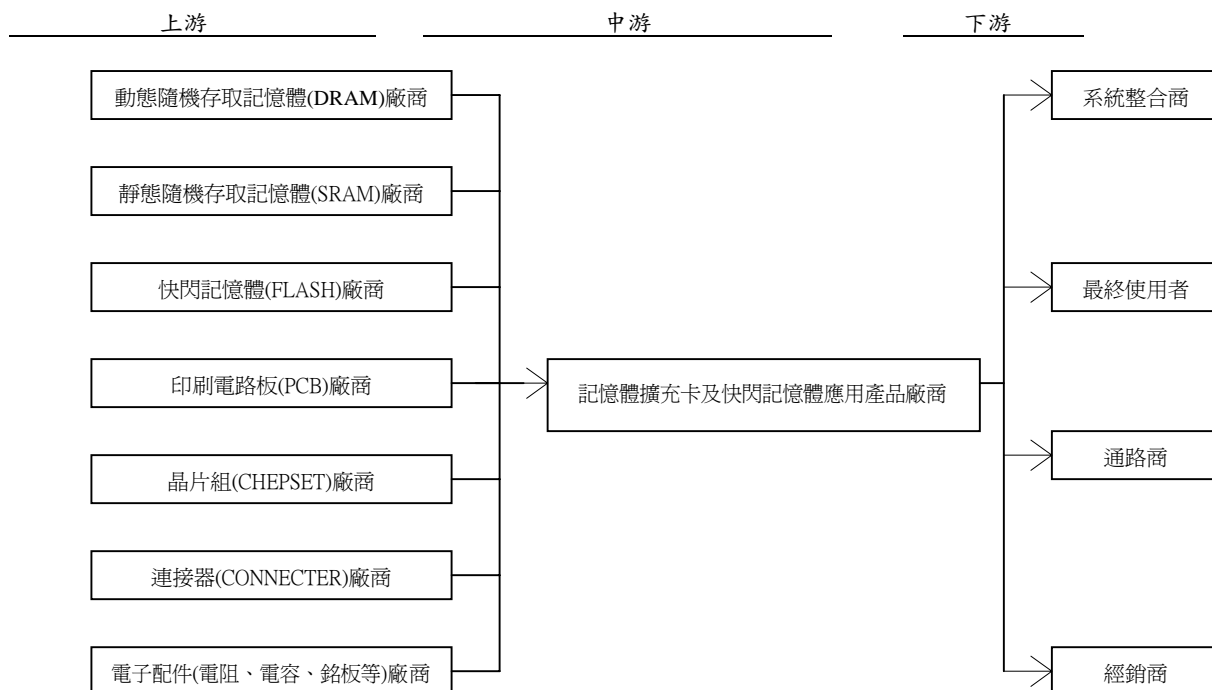 上游 中游 下游
動態隨機存取記憶體(DRAM)廠商
系統整合商
靜態隨機存取記憶體(SRAM)廠商
快閃記憶體(FLASH)廠商
最終使用者
印刷電路板(PCB)廠商
記憶體擴充卡及快閃記憶體應用產品廠商
通路商
晶片組(CHEPSET)廠商
連接器(CONNECTER)廠商
電子配件(電阻、電容、銘板等)廠商
經銷商